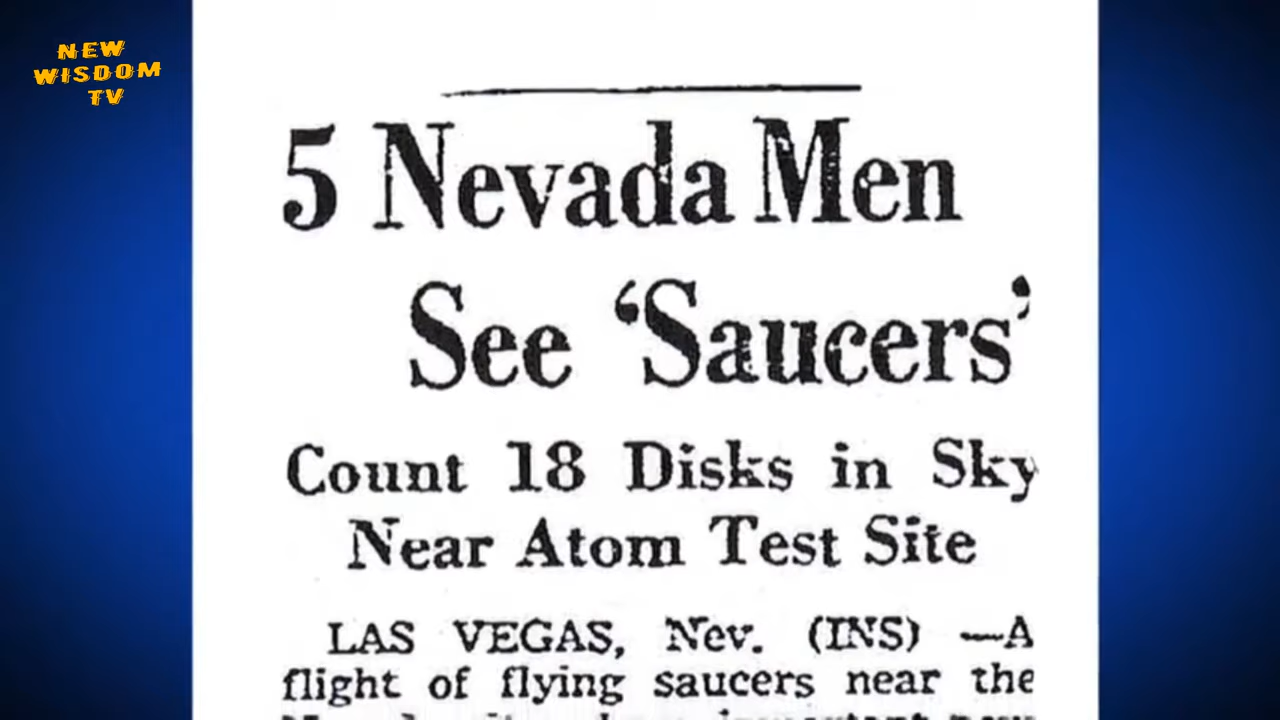 NEW
WISDOM
TV
5 Nevada Men
See ‘Saucers’
Count 18 Disks in Sky
Near Atom Test Site
LAS VEGAS, Nev. (INS) —A
flight of flying saucers near the